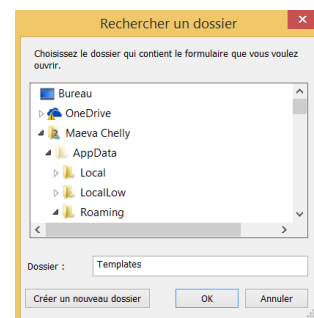 Rechercher un dossier
Choisissez le dossier qui contient le formulaire que vous voulez
ouvrir.
Bureau
OneDrive
Maeva Chelly
AppData
Local
LocalLow
Roaming
Dossier :
Templates
Créer un nouveau dossier
OK
Annuler